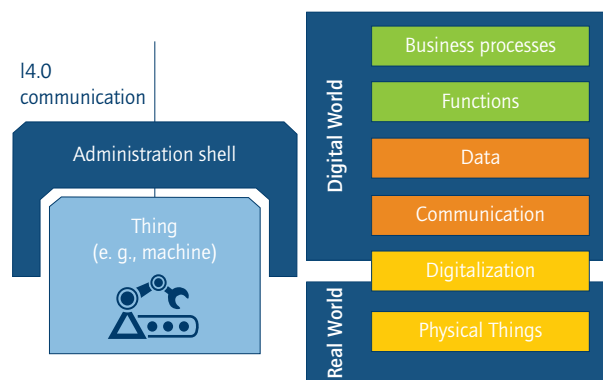 I4.0
communication
Administration shell
Thing
(e. g., machine)
Digital World
Business processes
Functions
Data
Communication
Digitalization
Real World
Physical Things